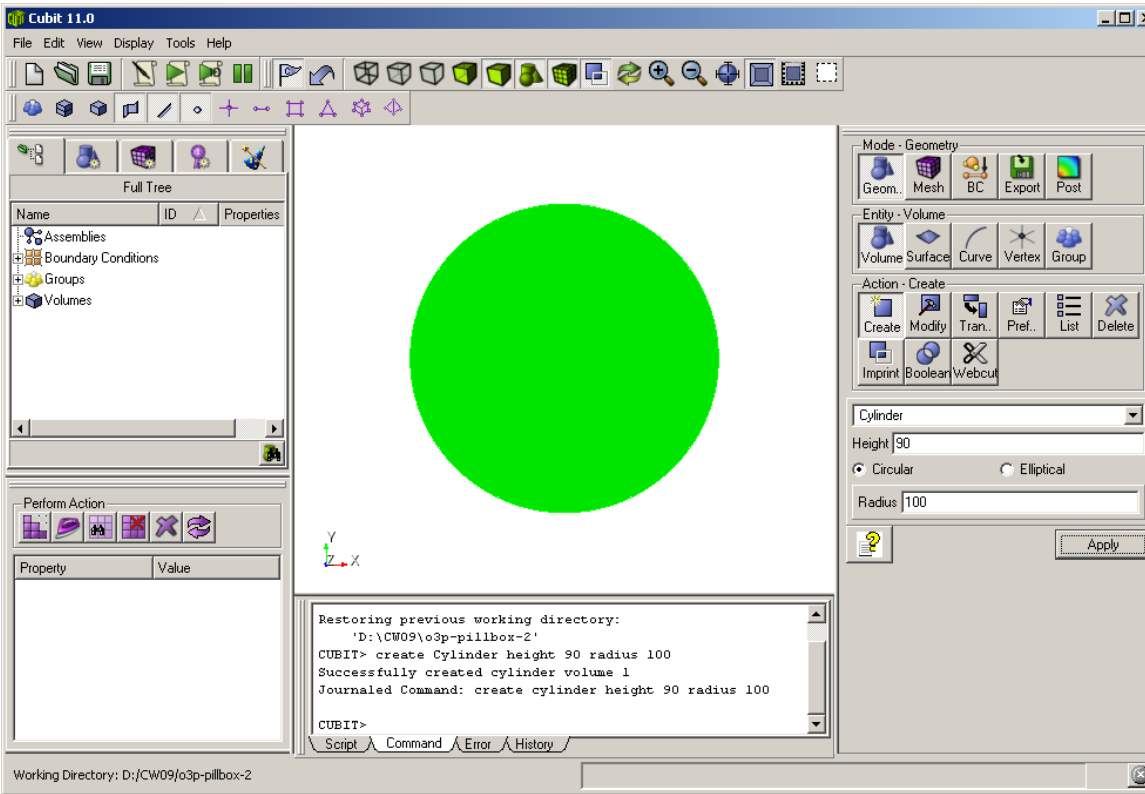 Cubit 11.0
File Edit View Display Tools Help
Full Tree
Name ID Properties
Assemblies
Boundary Conditions
Groups
Volumes
Perform Action
Property Value
Y
Z X
Restoring previous working directory:
'D:\CW09\o3p-pillbox-2'
CUBIT> create Cylinder height 90 radius 100
Successfully created cylinder volume 1
Journaled Command: create cylinder height 90 radius 100
CUBIT>
Script Command Error History
Mode - Geometry
Geom.. Mesh BC Export Post
Entity - Volume
Volume Surface Curve Vertex Group
Action - Create
Create Modify Tran.. Pref.. List Delete
Imprint Boolean Webcut
Cylinder
Height 90
Circular Elliptical
Radius 100
Apply
Working Directory: D:/CW09/o3p-pillbox-2